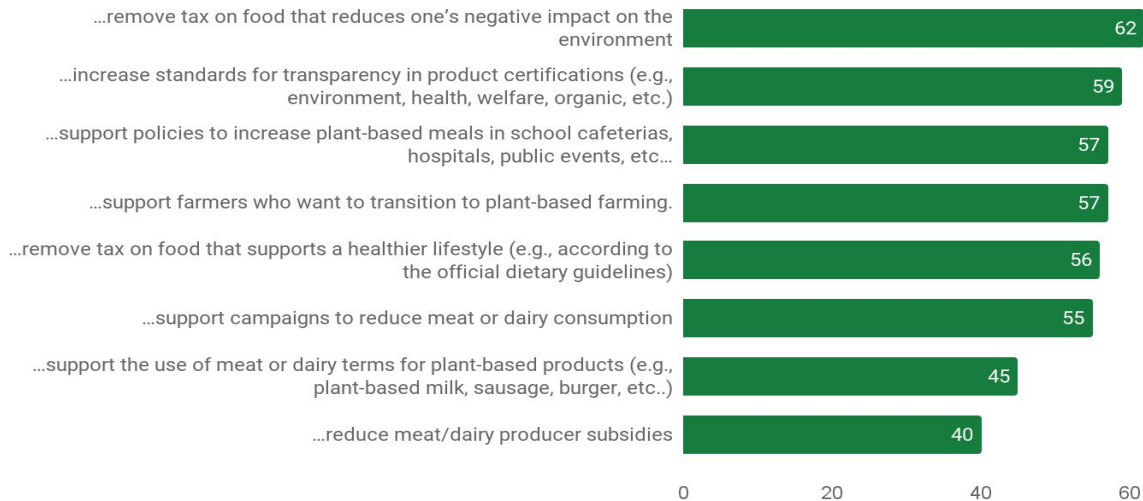 …remove tax on food that reduces one’s negative impact on the
environment
62
…increase standards for transparency in product certifications (e.g.,
environment, health, welfare, organic, etc.)
59
…support policies to increase plant-based meals in school cafeterias,
hospitals, public events, etc…
57
…support farmers who want to transition to plant-based farming.
57
…remove tax on food that supports a healthier lifestyle (e.g., according to
the official dietary guidelines)
56
…support campaigns to reduce meat or dairy consumption
55
…support the use of meat or dairy terms for plant-based products (e.g.,
plant-based milk, sausage, burger, etc..)
45
…reduce meat/dairy producer subsidies
40
0 20 40 60